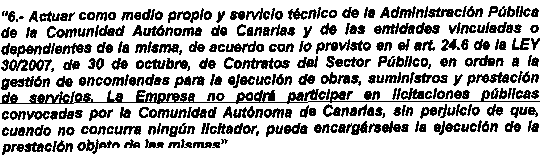 "6.- Actuar como medio propio y servicio técnico de la Administración Pública
de la Comunidad Autónoma de Canarias y de las entidades vinculadas o
dependientes de la misma, de acuerdo con lo previsto en el art. 24.6 de la LEY
30/2007, de 30 de octubre, de Contratos del Sector Público, en orden a la
gestión de encomiendas para la ejecución de obras, suministros y prestación
de servicios. La Empresa no podrá participar en licitaciones públicas
convocadas por la Comunidad Autónoma de Canarias, sin perjuicio de que,
cuando no concurra ningún licitador, pueda encargárseles la ejecución de la
prestación objeto de las mismas"